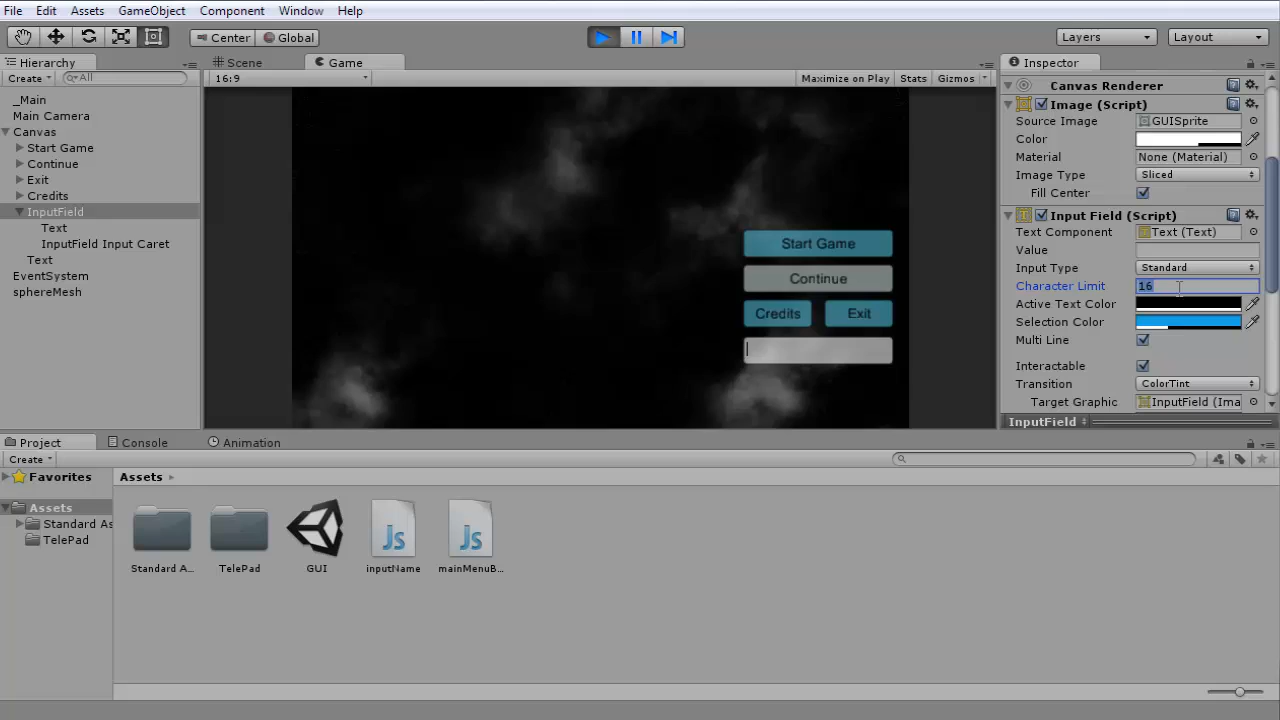 File Edit Assets GameObject Component Window Help
Center Global Layers Layout
Hierarchy
Create All
_Main
Main Camera
Canvas
Start Game
Continue
Exit
Credits
InputField
Text
InputField Input Caret
Text
EventSystem
sphereMesh
Scene Game
16:9 Maximize on Play Stats Gizmos
Start Game
Continue
Credits Exit
Inspector
Canvas Renderer
Image (Script)
Source Image GUISprite
Color
Material None (Material)
Image Type Sliced
Fill Center
Input Field (Script)
Text Component Text (Text)
Value
Input Type Standard
Character Limit 16
Active Text Color
Selection Color
Multi Line
Interactable
Transition ColorTint
Target Graphic InputField (Ima
InputField
Project Console Animation
Create
Favorites
Assets
Standard As
TelePad
Assets
Standard A... TelePad GUI inputName mainMenuB...